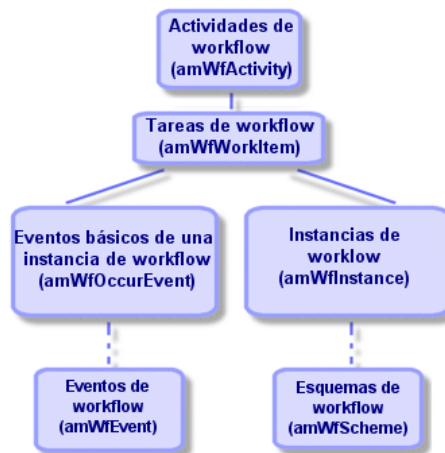 Actividades de
workflow
(amWfActivity)
Tareas de workflow
(amWfWorkItem)
Eventos básicos de una
instancia de workflow
(amWfOccurEvent)
Instancias de
worklow
(amWfInstance)
Eventos de
workflow
(amWfEvent)
Esquemas de
workflow
(amWfScheme)